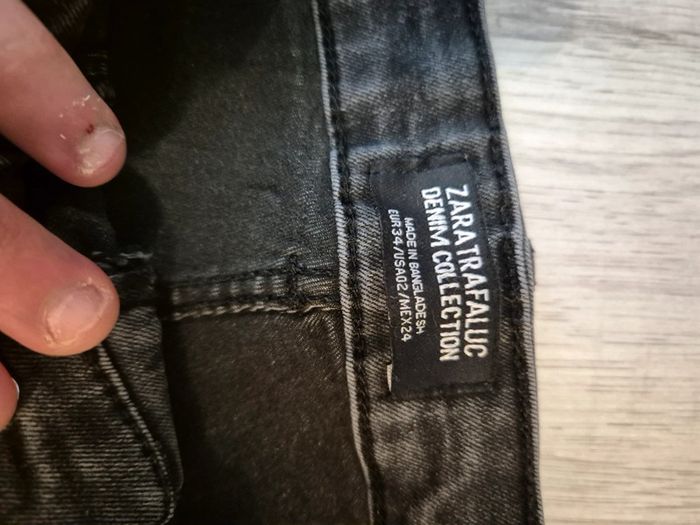 ZARA TRAFALUC
DENIM COLLECTION
MADE IN BANGLADESH
EUR34/USA02/MEX24